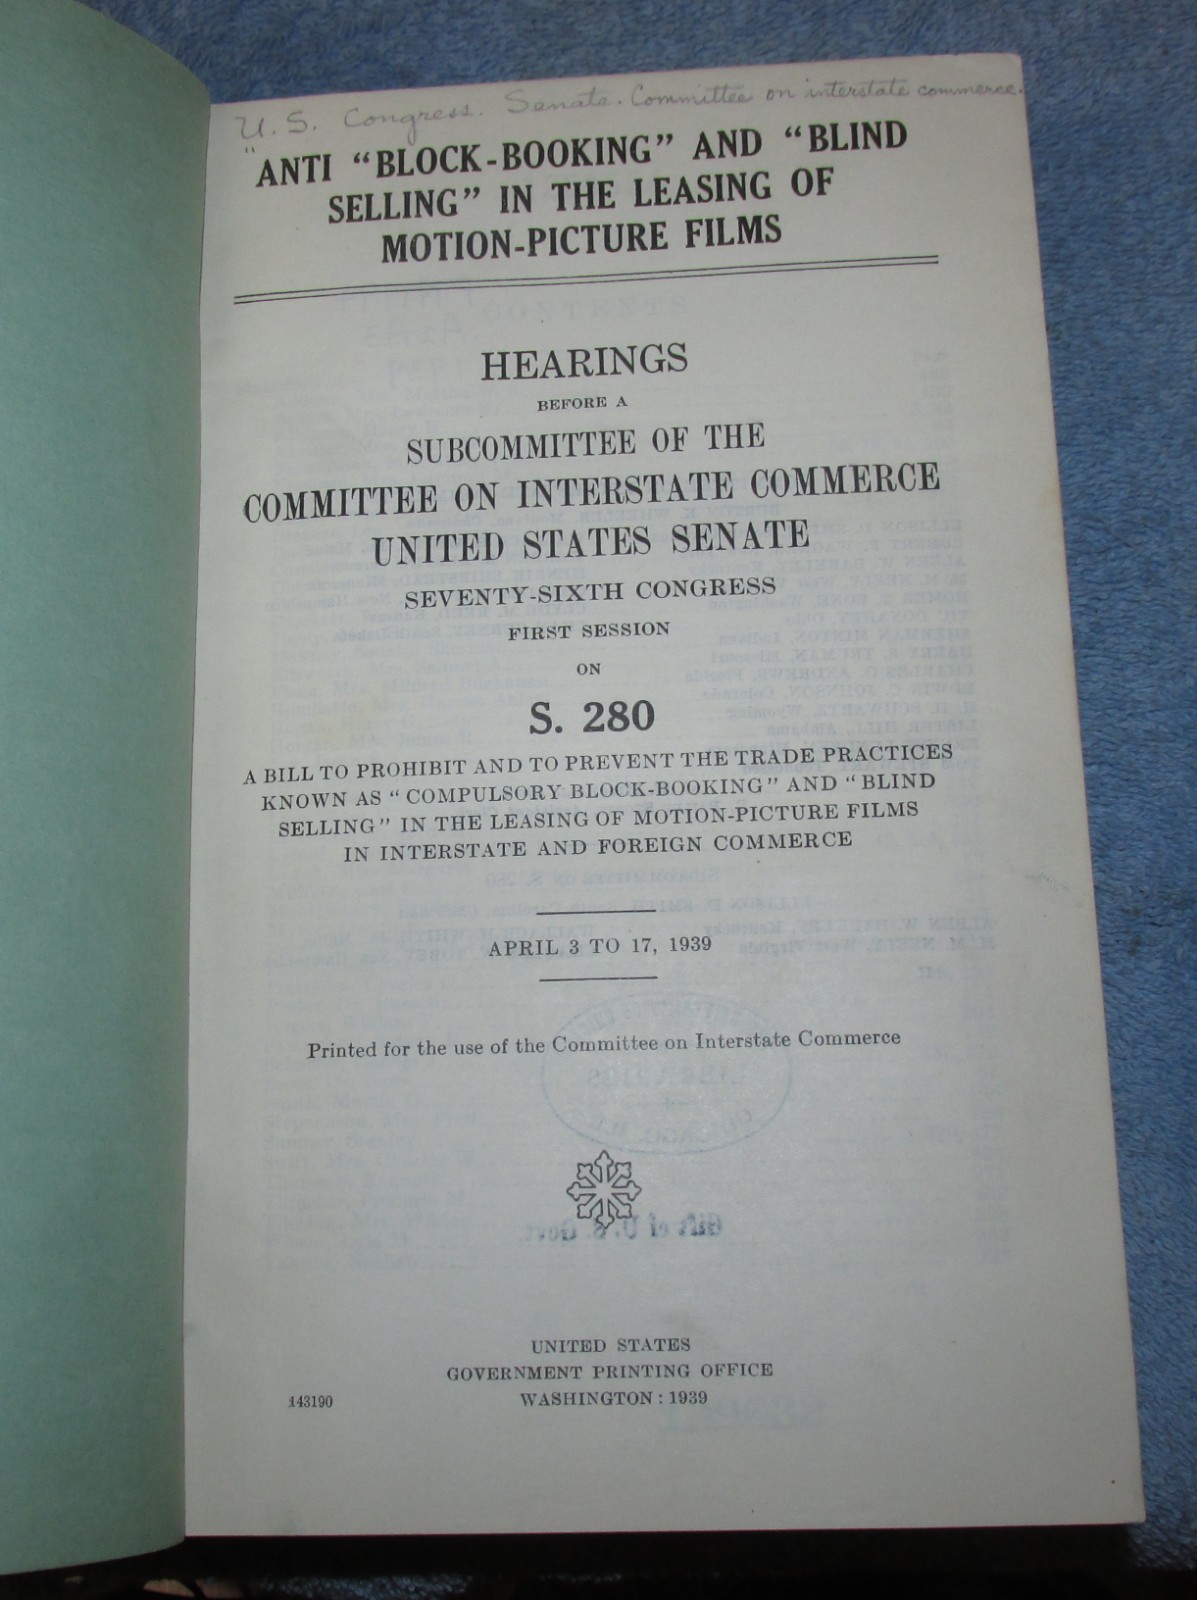 U. S. Congress. Senate. Committee on interstate commerce.
"ANTI “BLOCK-BOOKING” AND “BLIND
SELLING” IN THE LEASING OF
MOTION-PICTURE FILMS
HEARINGS
BEFORE A
SUBCOMMITTEE OF THE
COMMITTEE ON INTERSTATE COMMERCE
UNITED STATES SENATE
SEVENTY-SIXTH CONGRESS
FIRST SESSION
ON
S. 280
A BILL TO PROHIBIT AND TO PREVENT THE TRADE PRACTICES
KNOWN AS “COMPULSORY BLOCK-BOOKING” AND “BLIND
SELLING” IN THE LEASING OF MOTION-PICTURE FILMS
IN INTERSTATE AND FOREIGN COMMERCE
APRIL 3 TO 17, 1939
Printed for the use of the Committee on Interstate Commerce
Gift of U. S. Govt.
UNITED STATES
GOVERNMENT PRINTING OFFICE
143190 WASHINGTON : 1939